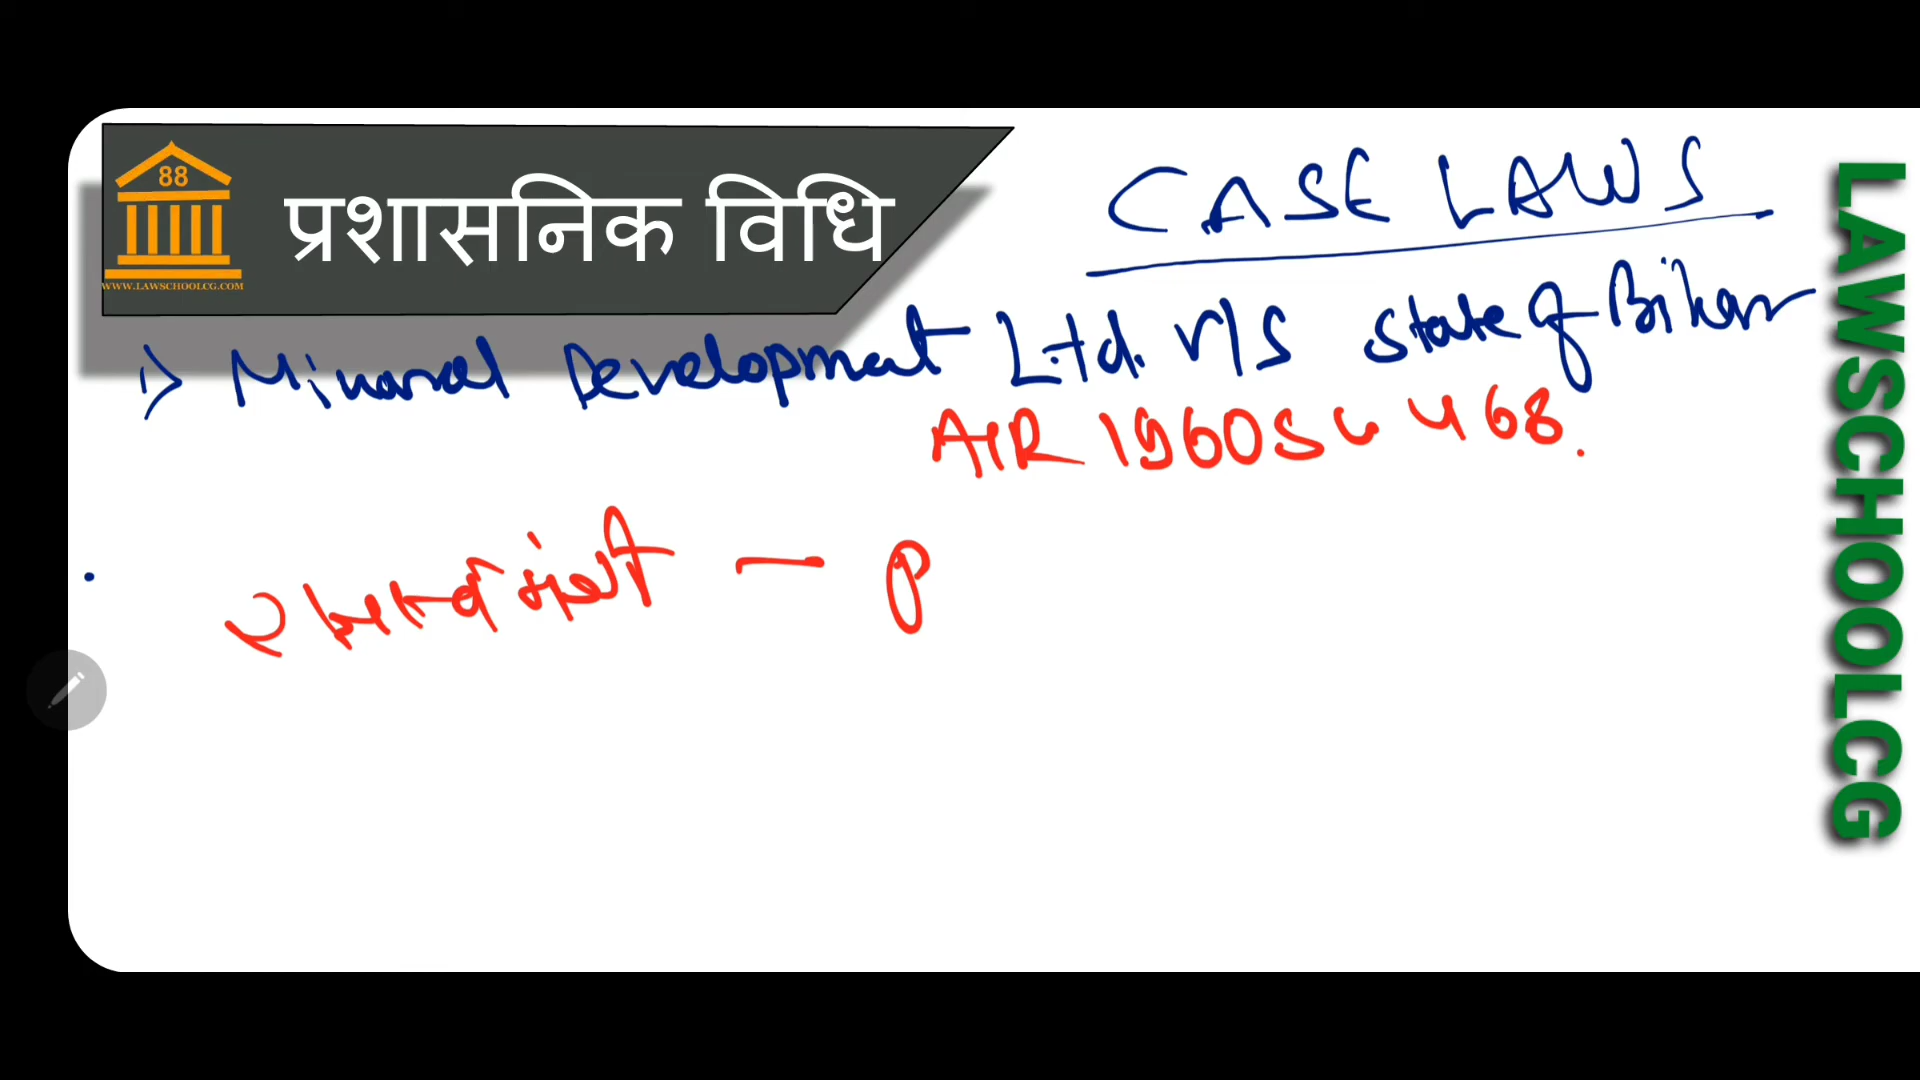 88
WWW.LAWSCHOOLCG.COM
प्रशासनिक विधि
CASE LAWS
1) Mineral Development Ltd. v/s State of Bihar
AIR 1960 SC 468.
— P
LAWSCHOOLCG